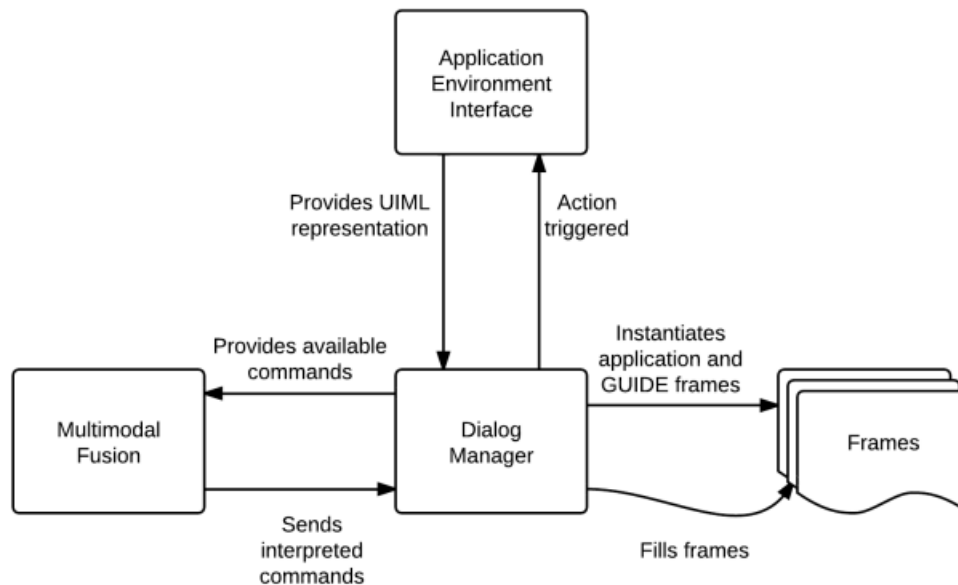 Application
Environment
Interface
Provides UIML
representation
Action
triggered
Provides available
commands
Instantiates
application and
GUIDE frames
Multimodal
Fusion
Dialog
Manager
Frames
Sends
interpreted
commands
Fills frames